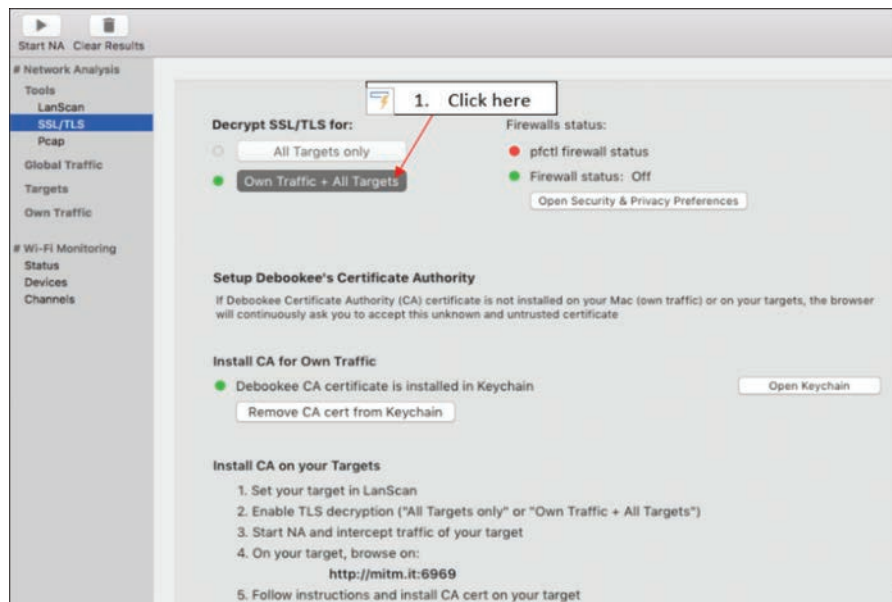 Start NA Clear Results
# Network Analysis
Tools
LanScan
SSL/TLS
Pcap
Global Traffic
Targets
Own Traffic
# Wi-Fi Monitoring
Status
Devices
Channels
1. Click here
Decrypt SSL/TLS for:
All Targets only
Own Traffic + All Targets
Firewalls status:
pfctl firewall status
Firewall status: Off
Open Security & Privacy Preferences
Setup Debookee's Certificate Authority
If Debookee Certificate Authority (CA) certificate is not installed on your Mac (own traffic) or on your targets, the browser
will continuously ask you to accept this unknown and untrusted certificate
Install CA for Own Traffic
Debookee CA certificate is installed in Keychain
Open Keychain
Remove CA cert from Keychain
Install CA on your Targets
1. Set your target in LanScan
2. Enable TLS decryption ("All Targets only" or "Own Traffic + All Targets")
3. Start NA and intercept traffic of your target
4. On your target, browse on:
http://mitm.it:6969
5. Follow instructions and install CA cert on your target